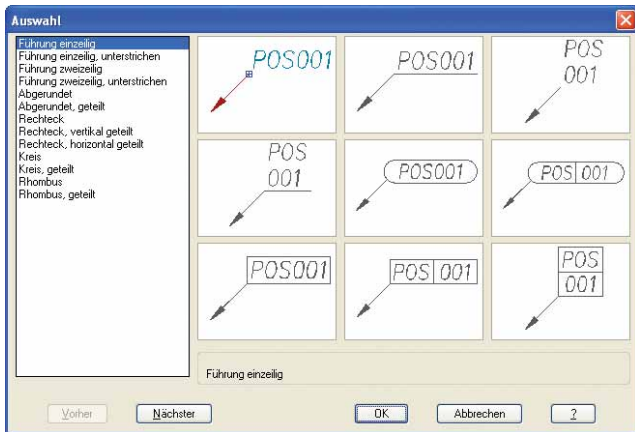 Auswahl
Führung einzeilig
Führung einzeilig, unterstrichen
Führung zweizeilig
Führung zweizeilig, unterstrichen
Abgerundet
Abgerundet, geteilt
Rechteck
Rechteck, vertikal geteilt
Rechteck, horizontal geteilt
Kreis
Kreis, geteilt
Rhombus
Rhombus, geteilt
POS001
POS001
POS
001
POS
001
POS001
POS 001
POS001
POS 001
POS
001
Führung einzeilig
Vorher
Nächster
OK
Abbrechen
?